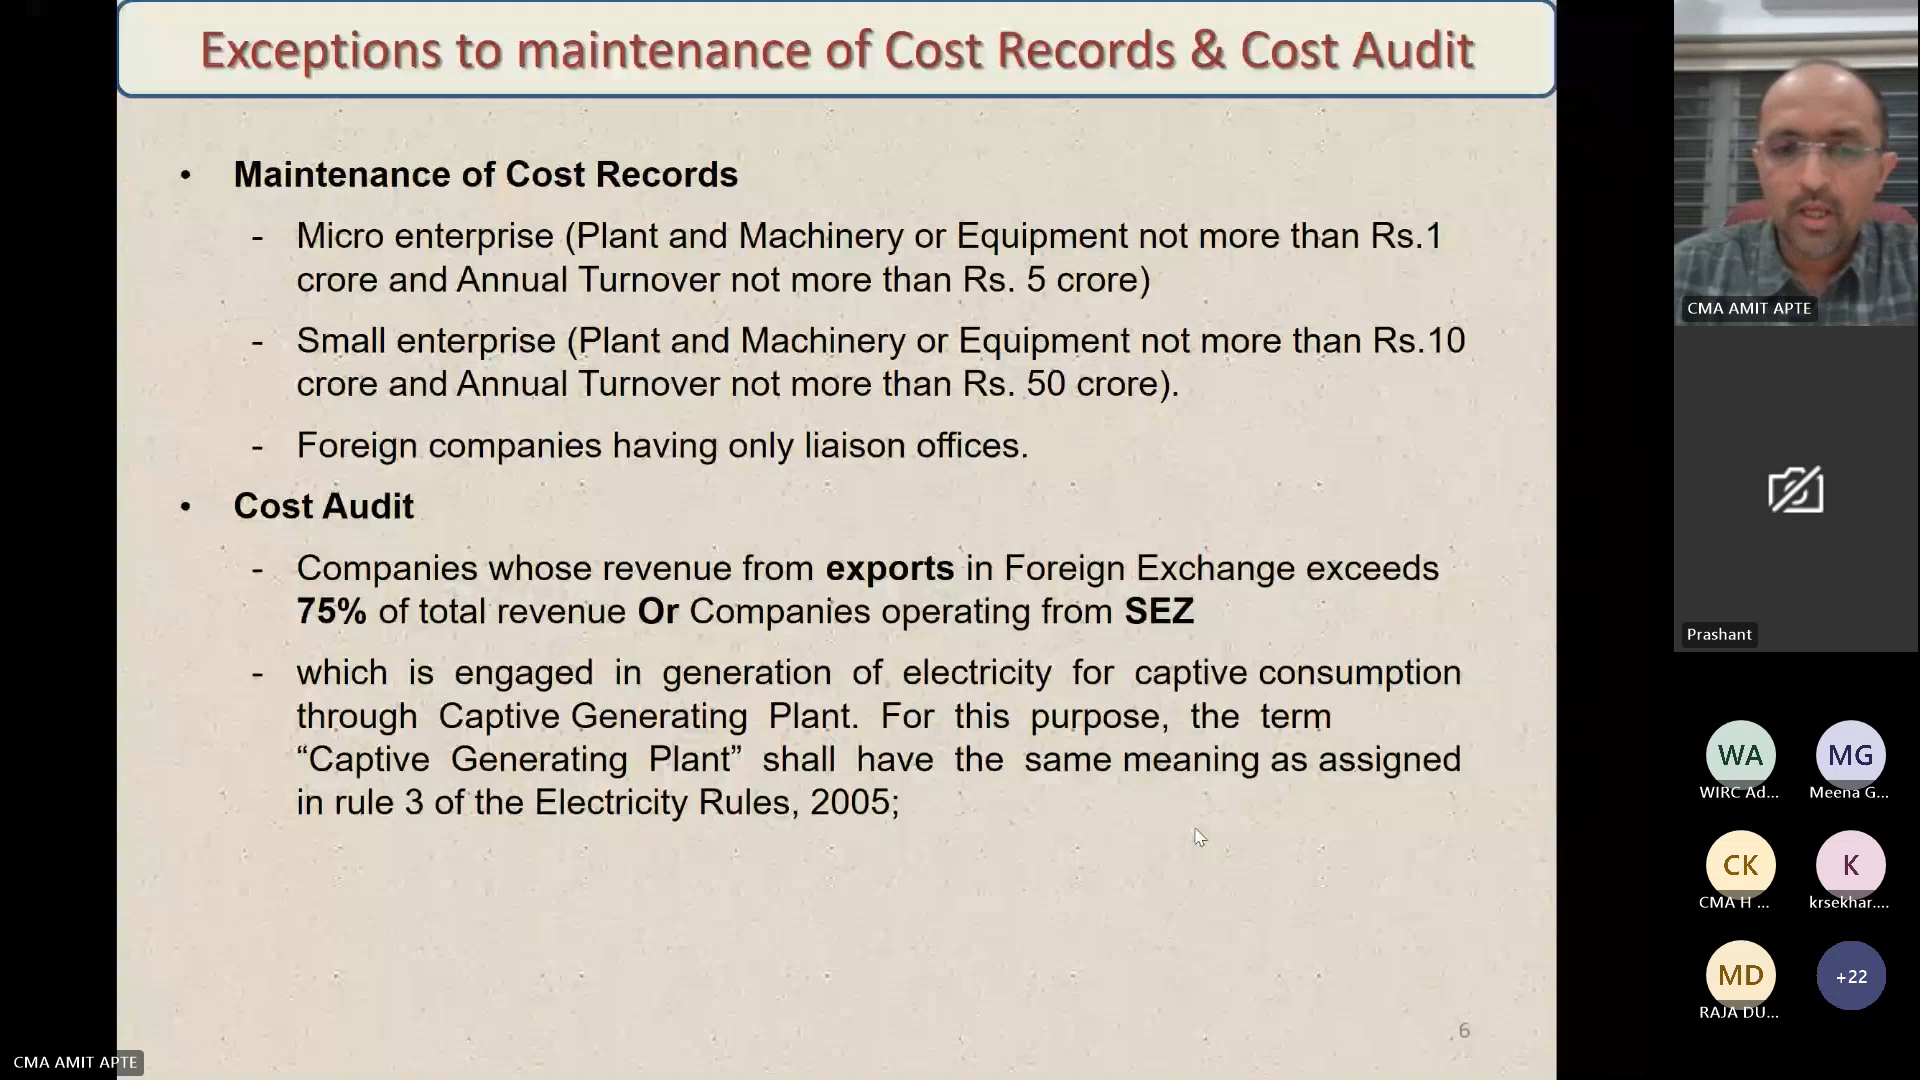 Exceptions to maintenance of Cost Records & Cost Audit
• Maintenance of Cost Records
- Micro enterprise (Plant and Machinery or Equipment not more than Rs.1
crore and Annual Turnover not more than Rs. 5 crore)
- Small enterprise (Plant and Machinery or Equipment not more than Rs.10
crore and Annual Turnover not more than Rs. 50 crore).
- Foreign companies having only liaison offices.
• Cost Audit
- Companies whose revenue from exports in Foreign Exchange exceeds
75% of total revenue Or Companies operating from SEZ
- which is engaged in generation of electricity for captive consumption
through Captive Generating Plant. For this purpose, the term
“Captive Generating Plant” shall have the same meaning as assigned
in rule 3 of the Electricity Rules, 2005;
6
CMA AMIT APTE
CMA AMIT APTE
Prashant
WA
MG
WIRC Ad...
Meena G...
CK
K
CMA H ...
krsekhar....
MD
+22
RAJA DU...